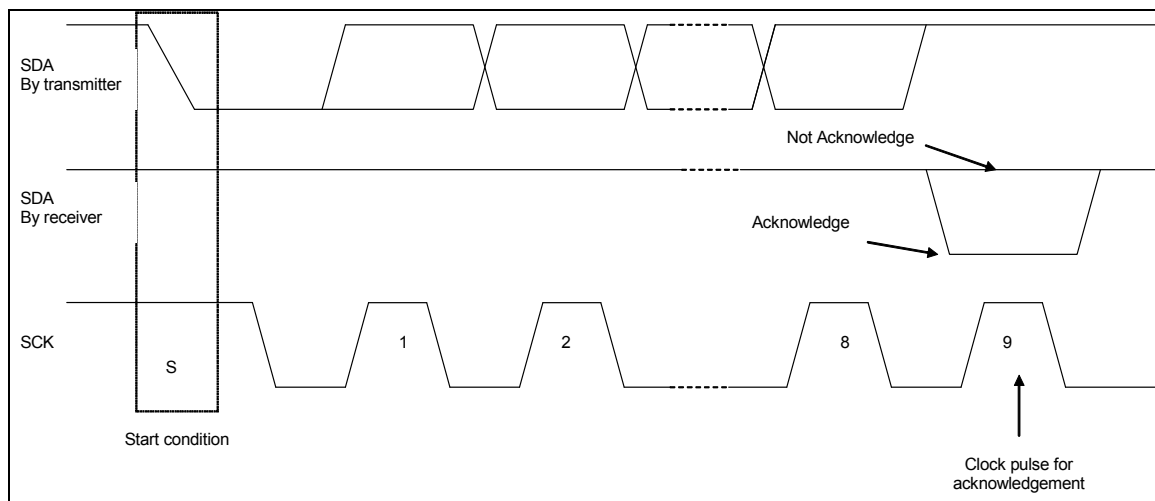 SDA
By transmitter
Not Acknowledge
SDA
By receiver
Acknowledge
SCK
S
1
2
8
9
Start condition
Clock pulse for
acknowledgement